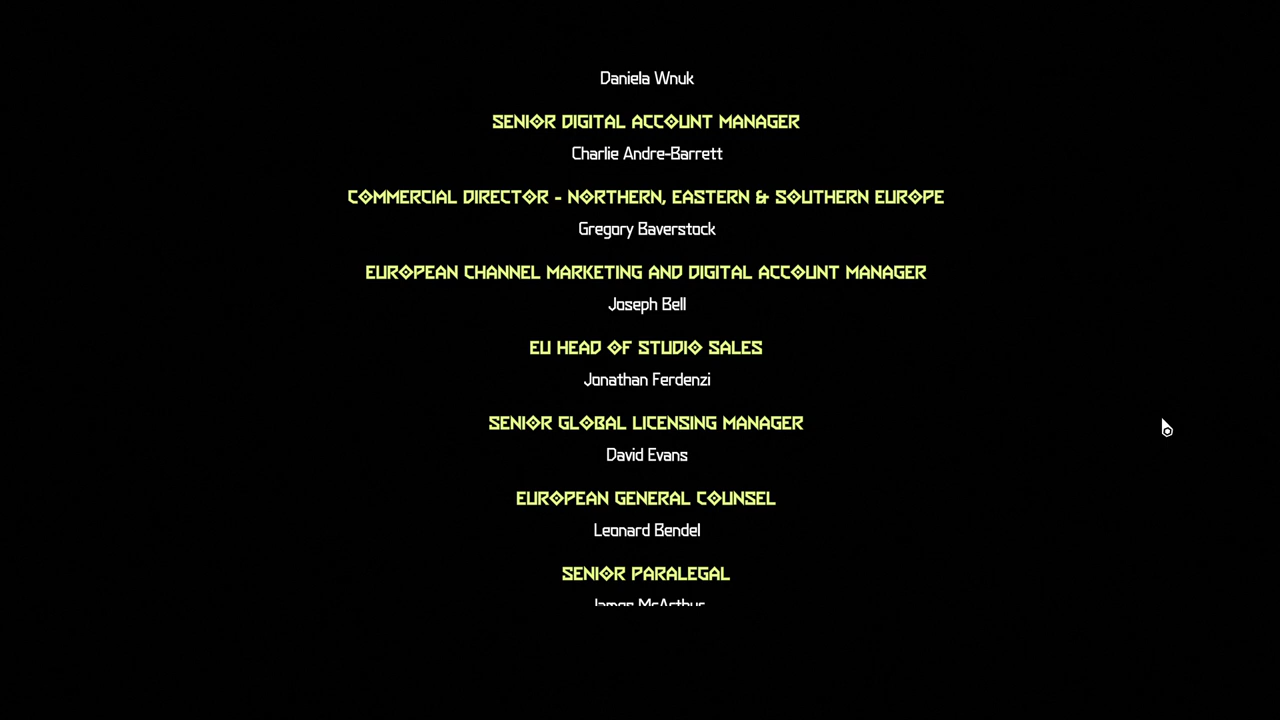 Daniela Wnuk
SENIOR DIGITAL ACCOUNT MANAGER
Charlie Andre-Barrett
COMMERCIAL DIRECTOR - NORTHERN, EASTERN & SOUTHERN EUROPE
Gregory Baverstock
EUROPEAN CHANNEL MARKETING AND DIGITAL ACCOUNT MANAGER
Joseph Bell
EU HEAD OF STUDIO SALES
Jonathan Ferdenzi
SENIOR GLOBAL LICENSING MANAGER
David Evans
EUROPEAN GENERAL COUNSEL
Leonard Bendel
SENIOR PARALEGAL
James McArthur